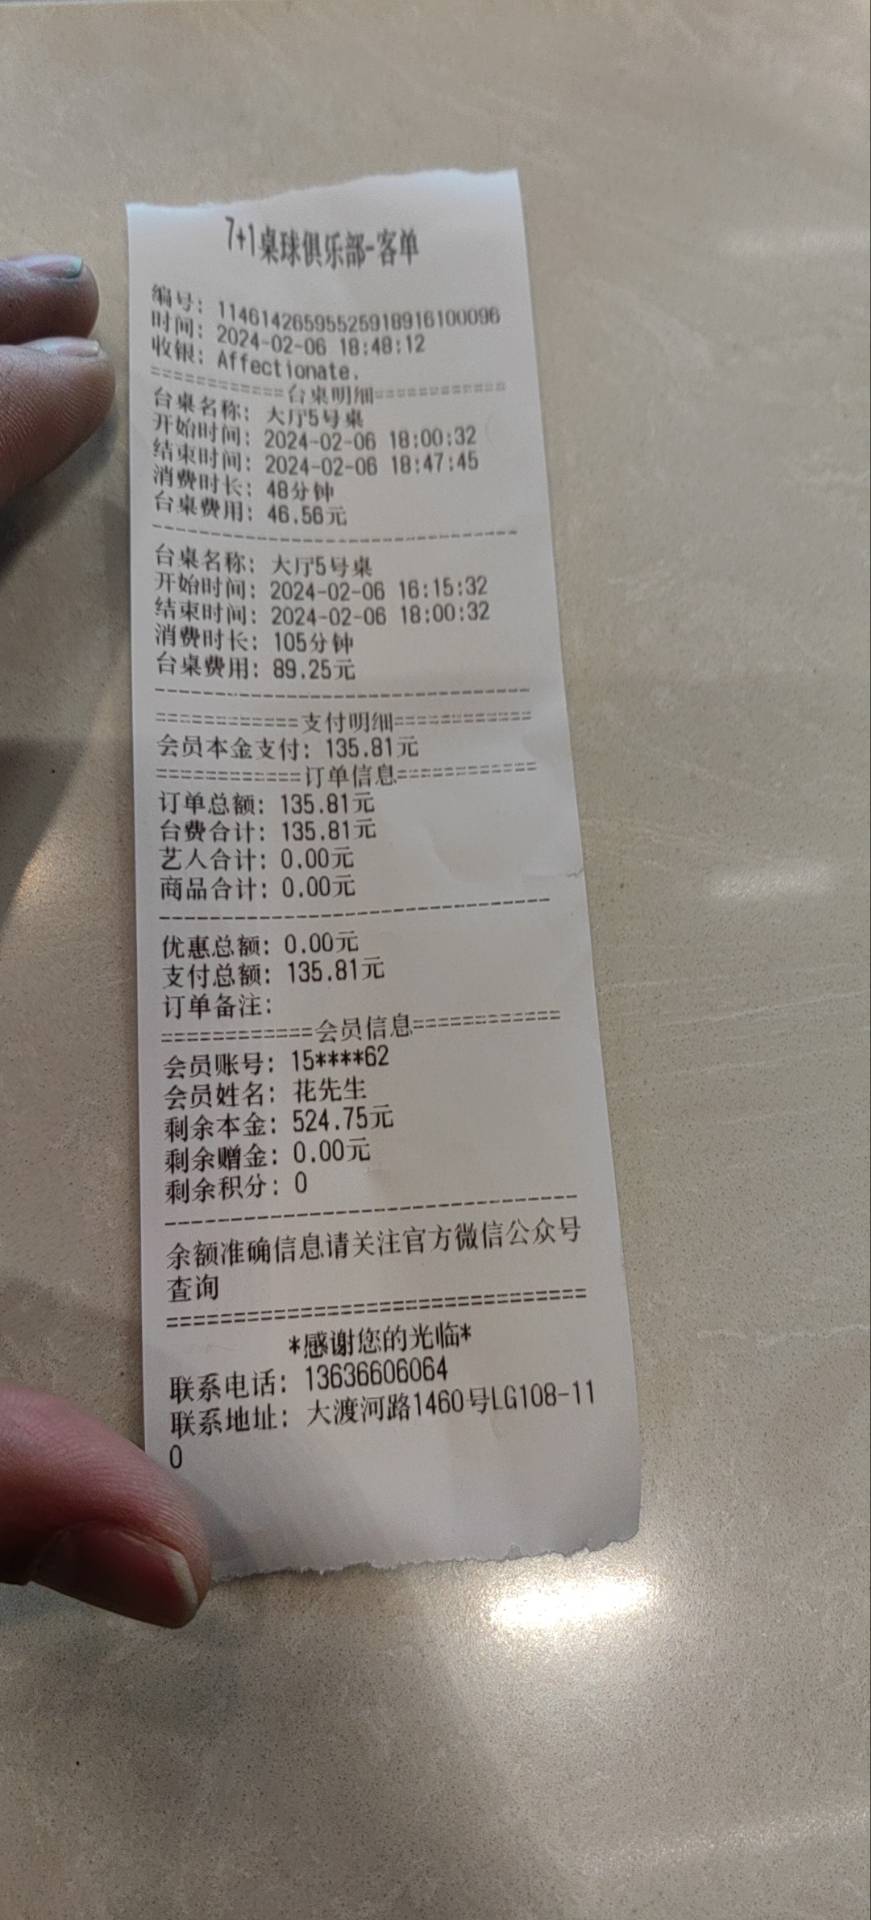 7+1桌球俱乐部-客单
编号: 11461426595525918916100096
时间: 2024-02-06 18:48:12
收银: Affectionate.
============台桌明细============
台桌名称: 大厅5号桌
开始时间: 2024-02-06 18:00:32
结束时间: 2024-02-06 18:47:45
消费时长: 48分钟
台桌费用: 46.56元
------------------------------
台桌名称: 大厅5号桌
开始时间: 2024-02-06 16:15:32
结束时间: 2024-02-06 18:00:32
消费时长: 105分钟
台桌费用: 89.25元
------------------------------
============支付明细============
会员本金支付: 135.81元
============订单信息============
订单总额: 135.81元
台费合计: 135.81元
艺人合计: 0.00元
商品合计: 0.00元
------------------------------
优惠总额: 0.00元
支付总额: 135.81元
订单备注:
============会员信息============
会员账号: 15****62
会员姓名: 花先生
剩余本金: 524.75元
剩余赠金: 0.00元
剩余积分: 0
------------------------------
余额准确信息请关注官方微信公众号
查询
================================
*感谢您的光临*
联系电话: 13636606064
联系地址: 大渡河路1460号LG108-11
0